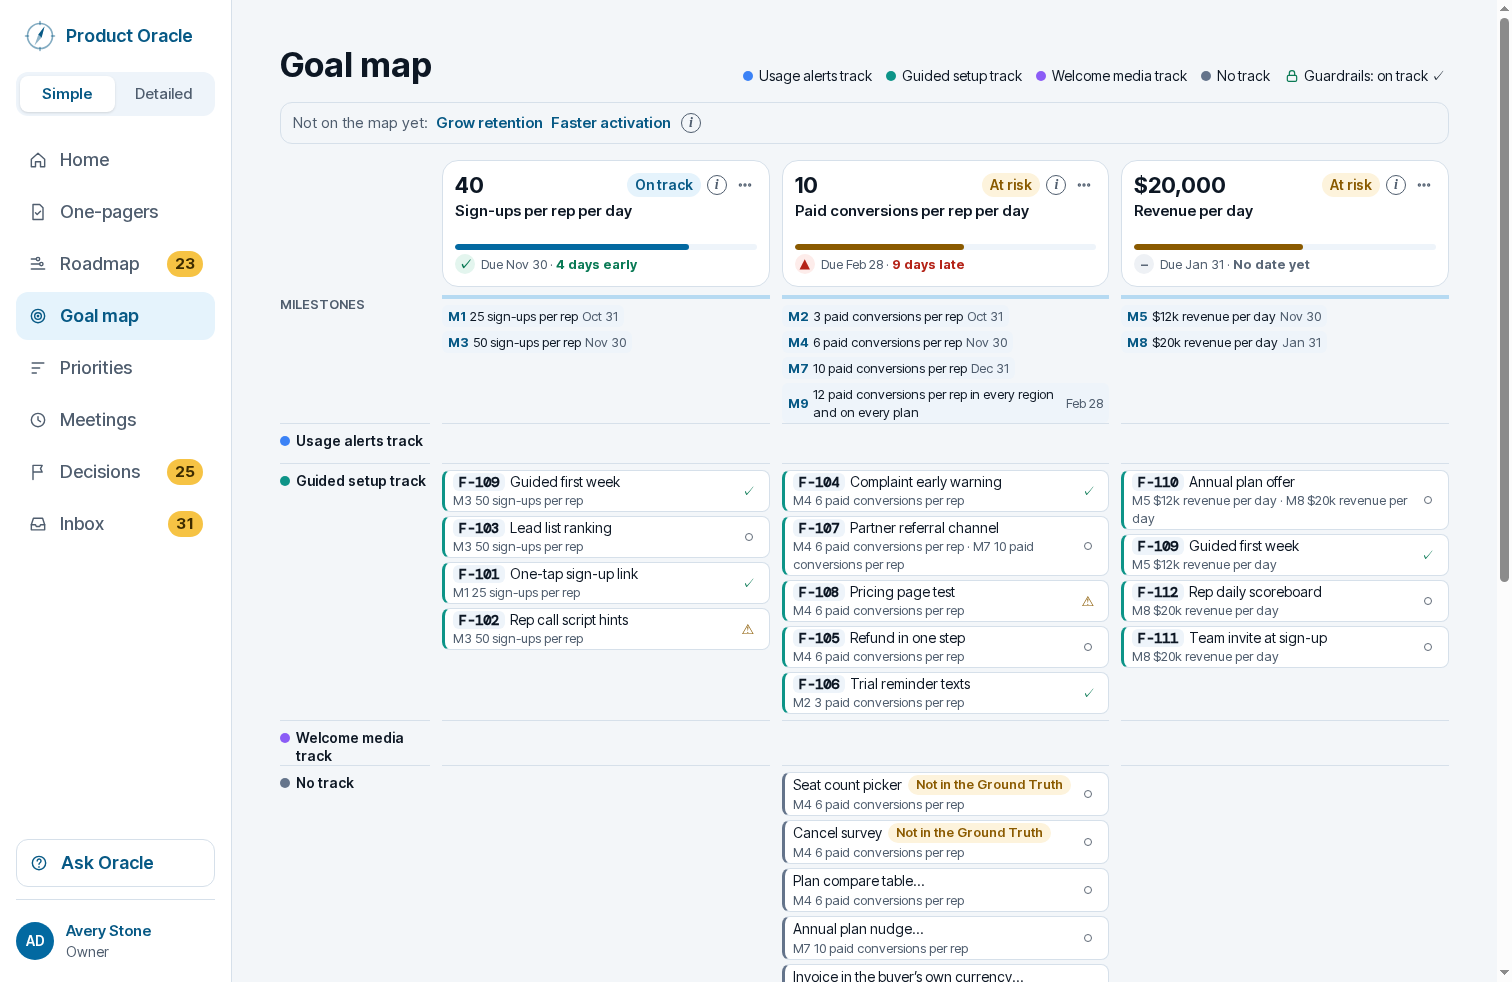 Product Oracle
Simple
Detailed
Home
One-pagers
Roadmap 23
Goal map
Priorities
Meetings
Decisions 25
Inbox 31
Ask Oracle
AD
Avery Stone
Owner
Goal map
Usage alerts track
Guided setup track
Welcome media track
No track
Guardrails: on track ✓
Not on the map yet: Grow retention Faster activation i
40
On track i •••
Sign-ups per rep per day
✓ Due Nov 30 · 4 days early
10
At risk i •••
Paid conversions per rep per day
▲ Due Feb 28 · 9 days late
$20,000
At risk i •••
Revenue per day
– Due Jan 31 · No date yet
MILESTONES
M1 25 sign-ups per rep Oct 31
M3 50 sign-ups per rep Nov 30
M2 3 paid conversions per rep Oct 31
M4 6 paid conversions per rep Nov 30
M7 10 paid conversions per rep Dec 31
M9 12 paid conversions per rep in every region
and on every plan Feb 28
M5 $12k revenue per day Nov 30
M8 $20k revenue per day Jan 31
Usage alerts track
Guided setup track
F-109 Guided first week ✓
M3 50 sign-ups per rep
F-103 Lead list ranking ○
M3 50 sign-ups per rep
F-101 One-tap sign-up link ✓
M1 25 sign-ups per rep
F-102 Rep call script hints ⚠
M3 50 sign-ups per rep
F-104 Complaint early warning ✓
M4 6 paid conversions per rep
F-107 Partner referral channel ○
M4 6 paid conversions per rep · M7 10 paid
conversions per rep
F-108 Pricing page test ⚠
M4 6 paid conversions per rep
F-105 Refund in one step ○
M4 6 paid conversions per rep
F-106 Trial reminder texts ✓
M2 3 paid conversions per rep
F-110 Annual plan offer ○
M5 $12k revenue per day · M8 $20k revenue per
day
F-109 Guided first week ✓
M5 $12k revenue per day
F-112 Rep daily scoreboard ○
M8 $20k revenue per day
F-111 Team invite at sign-up ○
M8 $20k revenue per day
Welcome media
track
No track
Seat count picker Not in the Ground Truth ○
M4 6 paid conversions per rep
Cancel survey Not in the Ground Truth ○
M4 6 paid conversions per rep
Plan compare table... ○
M4 6 paid conversions per rep
Annual plan nudge... ○
M7 10 paid conversions per rep
Invoice in the buyer's own currency...